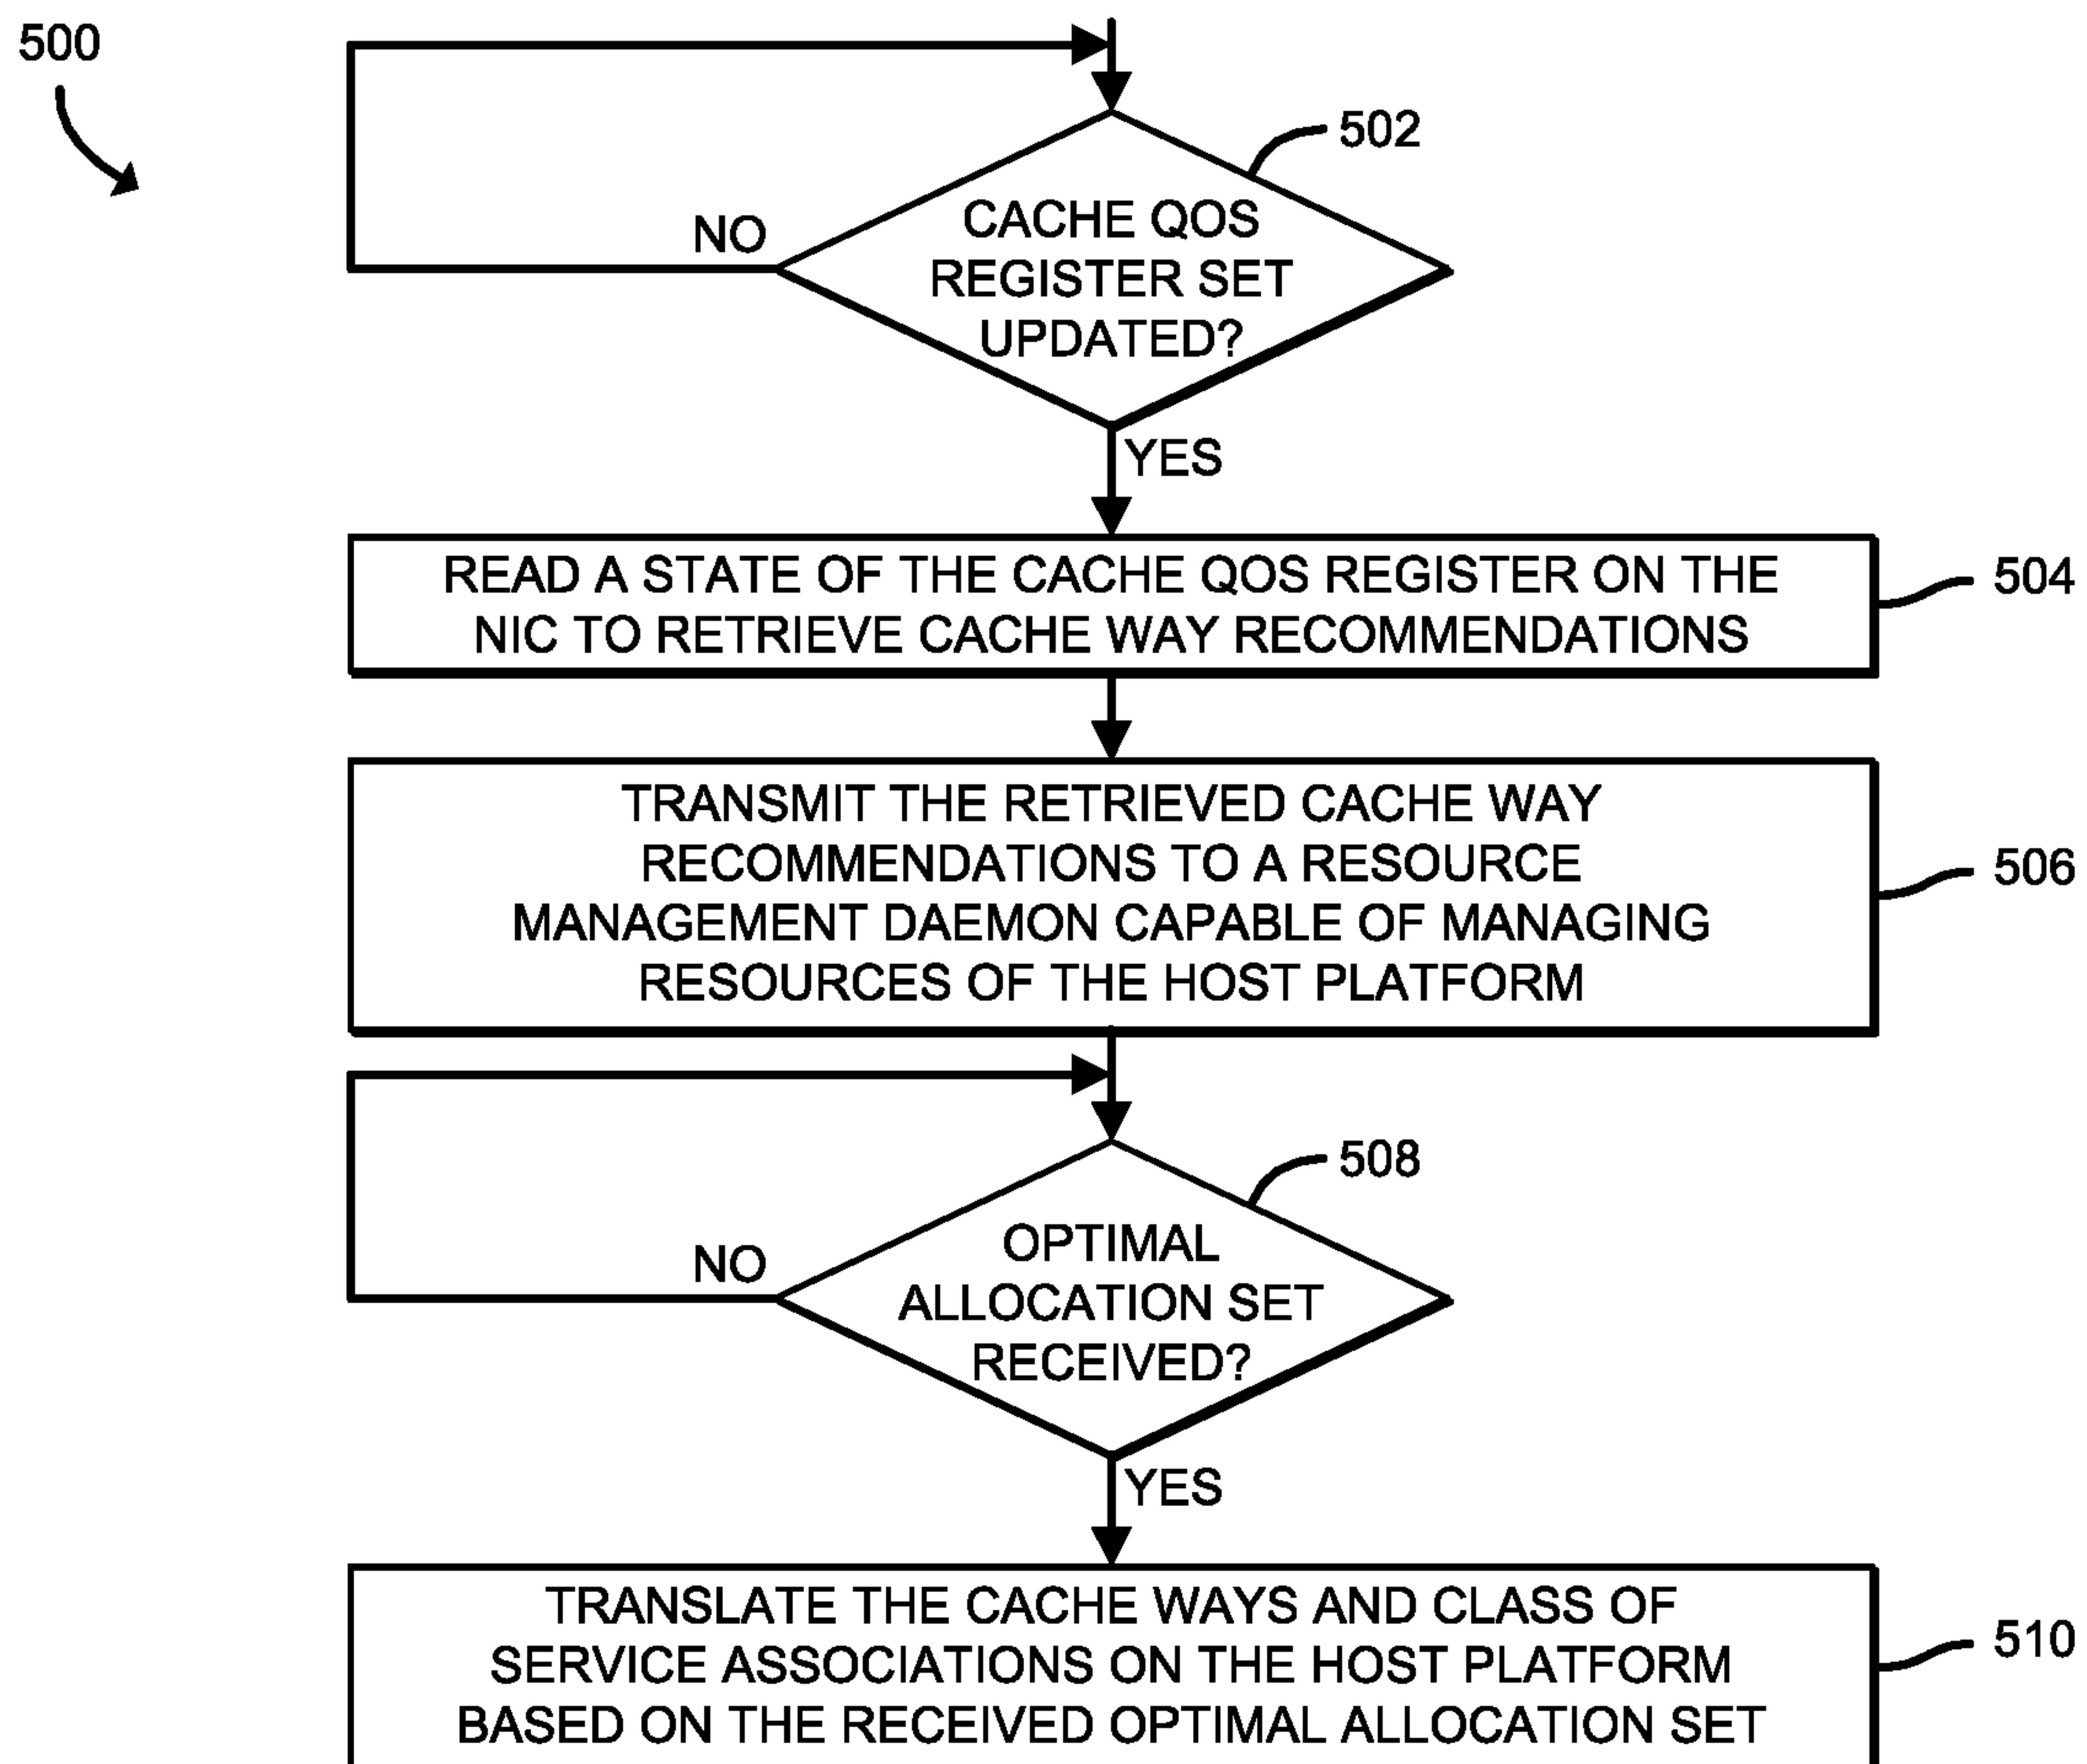 500
502
CACHE QOS
REGISTER SET
UPDATED?
NO
YES
READ A STATE OF THE CACHE QOS REGISTER ON THE
NIC TO RETRIEVE CACHE WAY RECOMMENDATIONS
504
TRANSMIT THE RETRIEVED CACHE WAY
RECOMMENDATIONS TO A RESOURCE
MANAGEMENT DAEMON CAPABLE OF MANAGING
RESOURCES OF THE HOST PLATFORM
506
508
OPTIMAL
ALLOCATION SET
RECEIVED?
NO
YES
TRANSLATE THE CACHE WAYS AND CLASS OF
SERVICE ASSOCIATIONS ON THE HOST PLATFORM
BASED ON THE RECEIVED OPTIMAL ALLOCATION SET
510